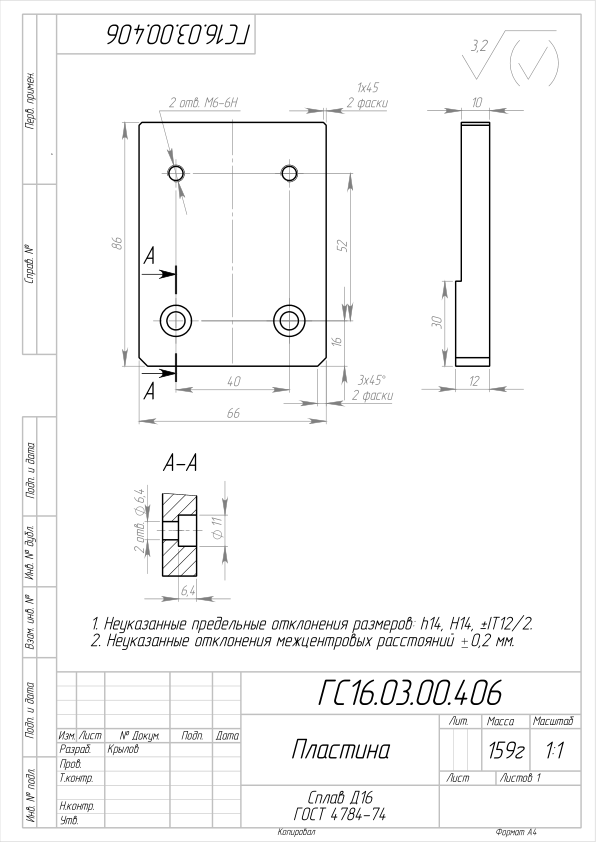 ГС16.03.00.406
3,2
Перв. примен.
Справ. №
Подп. и дата
Инв. № дубл.
Взам. инв. №
Подп. и дата
Инв. № подл.
2 отв. М6-6Н
1x45
2 фаски
10
86
52
А
16
30
А
40
3x45°
2 фаски
12
66
А-А
2 отв. Ф 6,4
Ф 11
6,4
1. Неуказанные предельные отклонения размеров: h14, H14, ±IT12/2.
2. Неуказанные отклонения межцентровых расстояний ±0,2 мм.
ГС16.03.00.406
Изм. Лист № Докум. Подп. Дата
Разраб. Крылов
Пров.
Т.контр.
Н.контр.
Утв.
Пластина
Лит. Масса Масштаб
159г 1:1
Лист Листов 1
Сплав Д16
ГОСТ 4784-74
Копировал Формат А4